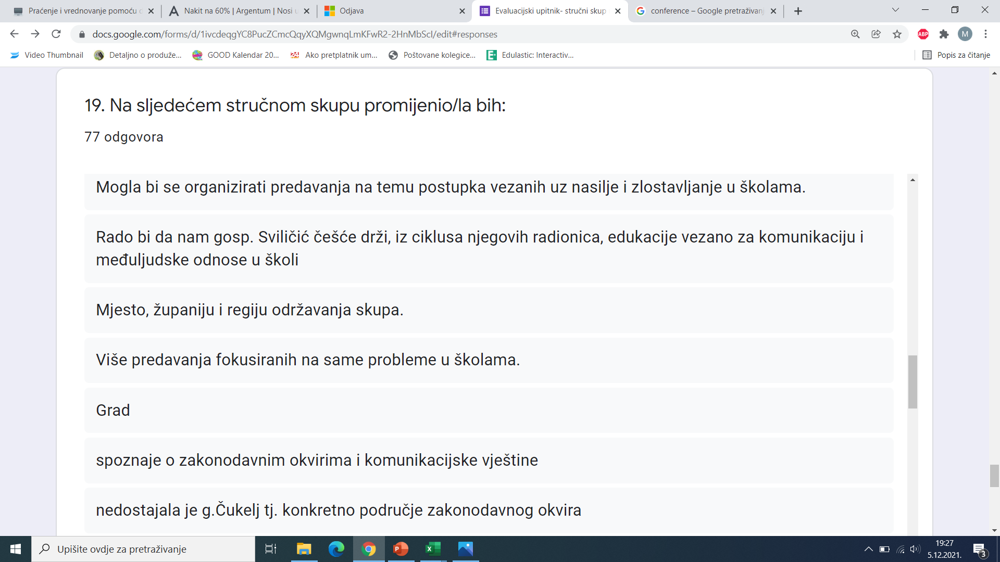 Praćenje i vrednovanje pomoću
Nakit na 60% | Argentum | Nosi u
Odjava
Evaluacijski upitnik- stručni skup
conference – Google pretraživanj
docs.google.com/forms/d/1ivcdeqgYC8PucZCmcQqyXQMgwnqLmKFwR2-2HnMbScI/edit#responses
ABP
M
Video Thumbnail
Detaljno o produže...
GOOD Kalendar 20...
24
Ako pretplatnik um...
Poštovane kolegice...
Edulastic: Interactiv...
Popis za čitanje
19. Na sljedećem stručnom skupu promijenio/la bih:
77 odgovora
Mogla bi se organizirati predavanja na temu postupka vezanih uz nasilje i zlostavljanje u školama.
Rado bi da nam gosp. Sviličić češće drži, iz ciklusa njegovih radionica, edukacije vezano za komunikaciju i
međuljudske odnose u školi
Mjesto, županiju i regiju održavanja skupa.
Više predavanja fokusiranih na same probleme u školama.
Grad
spoznaje o zakonodavnim okvirima i komunikacijske vještine
nedostajala je g.Čukelj tj. konkretno područje zakonodavnog okvira
Upišite ovdje za pretraživanje
19:27
5.12.2021.
3